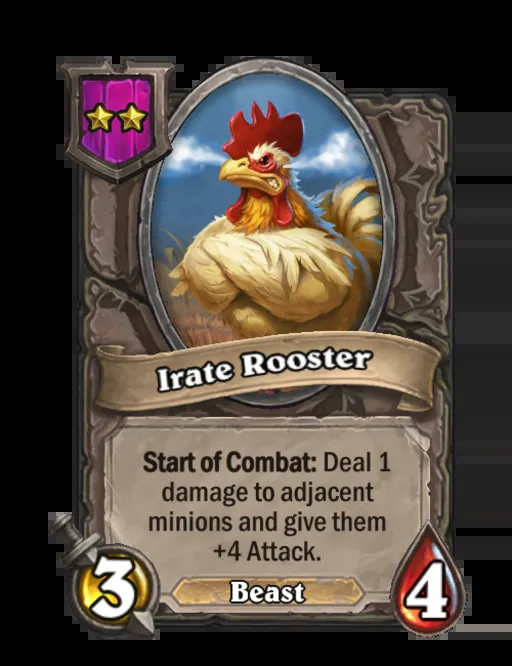 Irate Rooster
Start of Combat: Deal 1
damage to adjacent
minions and give them
+4 Attack.
3
Beast
4